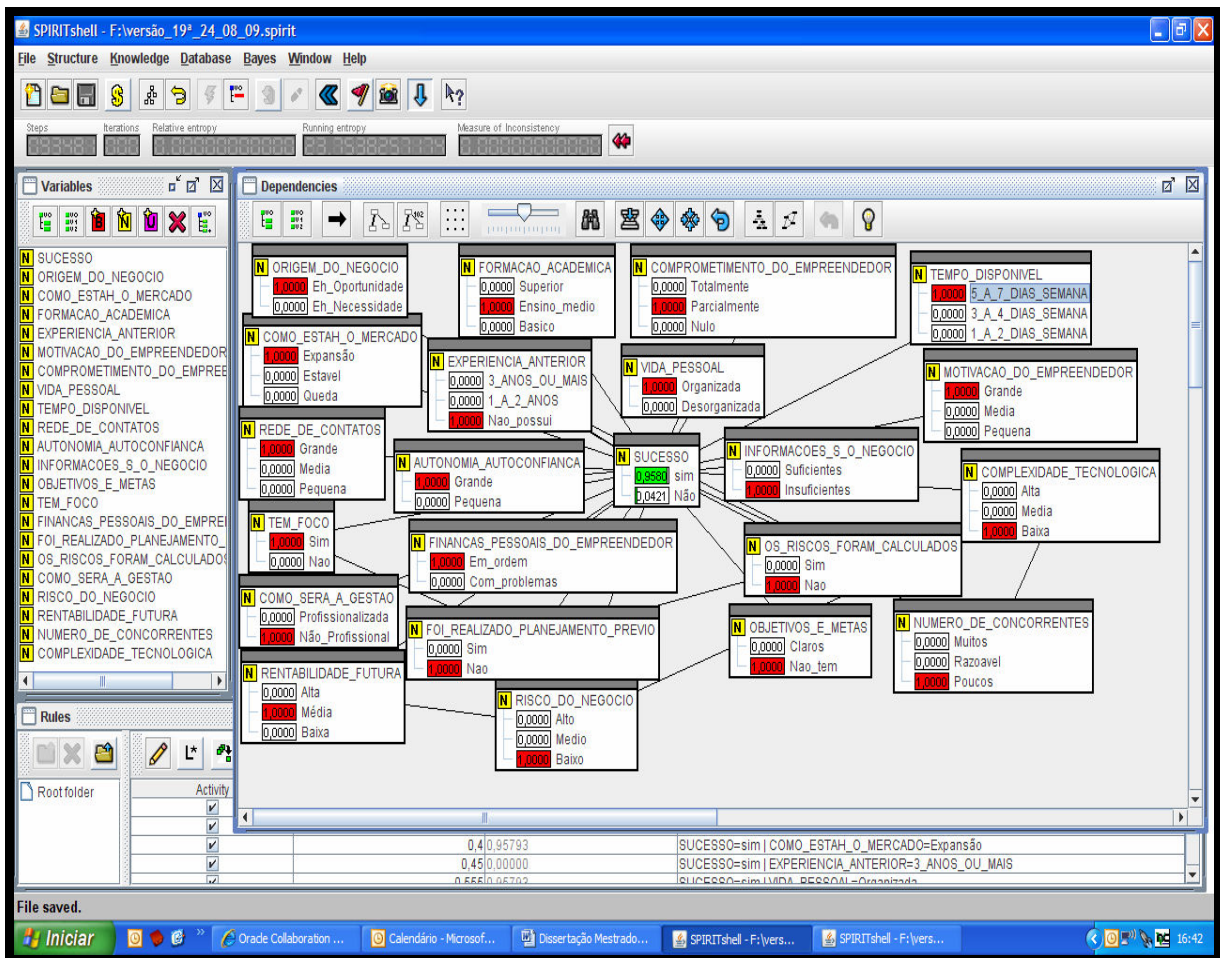 SPIRITshell - F:\versão_19ª_24_08_09.spirit
File Structure Knowledge Database Bayes Window Help
Steps Iterations Relative entropy Running entropy Measure of Inconsistency
Variables
SUCESSO
ORIGEM_DO_NEGOCIO
COMO_ESTAH_O_MERCADO
FORMACAO_ACADEMICA
EXPERIENCIA_ANTERIOR
MOTIVACAO_DO_EMPREENDEDOR
COMPROMETIMENTO_DO_EMPREE
VIDA_PESSOAL
TEMPO_DISPONIVEL
REDE_DE_CONTATOS
AUTONOMIA_AUTOCONFIANCA
INFORMACOES_S_O_NEGOCIO
OBJETIVOS_E_METAS
TEM_FOCO
FINANCAS_PESSOAIS_DO_EMPREI
FOI_REALIZADO_PLANEJAMENTO_
OS_RISCOS_FORAM_CALCULADOS
COMO_SERA_A_GESTAO
RISCO_DO_NEGOCIO
RENTABILIDADE_FUTURA
NUMERO_DE_CONCORRENTES
COMPLEXIDADE_TECNOLOGICA
Dependencies
ORIGEM_DO_NEGOCIO
1,0000 Eh_Oportunidade
0,0000 Eh_Necessidade
FORMACAO_ACADEMICA
0,0000 Superior
1,0000 Ensino_medio
0,0000 Basico
COMPROMETIMENTO_DO_EMPREENDEDOR
0,0000 Totalmente
1,0000 Parcialmente
0,0000 Nulo
TEMPO_DISPONIVEL
1,0000 5_A_7_DIAS_SEMANA
0,0000 3_A_4_DIAS_SEMANA
0,0000 1_A_2_DIAS_SEMANA
COMO_ESTAH_O_MERCADO
1,0000 Expansão
0,0000 Estavel
0,0000 Queda
EXPERIENCIA_ANTERIOR
0,0000 3_ANOS_OU_MAIS
0,0000 1_A_2_ANOS
1,0000 Nao_possui
VIDA_PESSOAL
1,0000 Organizada
0,0000 Desorganizada
MOTIVACAO_DO_EMPREENDEDOR
1,0000 Grande
0,0000 Media
0,0000 Pequena
REDE_DE_CONTATOS
1,0000 Grande
0,0000 Media
0,0000 Pequena
AUTONOMIA_AUTOCONFIANCA
1,0000 Grande
0,0000 Pequena
SUCESSO
0,9580 sim
0,0421 Não
INFORMACOES_S_O_NEGOCIO
0,0000 Suficientes
1,0000 Insuficientes
COMPLEXIDADE_TECNOLOGICA
0,0000 Alta
0,0000 Media
1,0000 Baixa
TEM_FOCO
1,0000 Sim
0,0000 Nao
FINANCAS_PESSOAIS_DO_EMPREENDEDOR
1,0000 Em_ordem
0,0000 Com_problemas
OS_RISCOS_FORAM_CALCULADOS
0,0000 Sim
1,0000 Nao
COMO_SERA_A_GESTAO
0,0000 Profissionalizada
1,0000 Não_Profissional
FOI_REALIZADO_PLANEJAMENTO_PREVIO
0,0000 Sim
1,0000 Nao
OBJETIVOS_E_METAS
0,0000 Claros
1,0000 Nao_tem
NUMERO_DE_CONCORRENTES
0,0000 Muitos
0,0000 Razoavel
1,0000 Poucos
RENTABILIDADE_FUTURA
0,0000 Alta
1,0000 Média
0,0000 Baixa
RISCO_DO_NEGOCIO
0,0000 Alto
0,0000 Medio
1,0000 Baixo
Rules
Root folder
Activity
0,4 0,95793 SUCESSO=sim | COMO_ESTAH_O_MERCADO=Expansão
0,45 0,00000 SUCESSO=sim | EXPERIENCIA_ANTERIOR=3_ANOS_OU_MAIS
SUCESSO=sim | VIDA_PESSOAL=Organizada
File saved.
Iniciar Oracle Collaboration ... Calendário - Microsof... Dissertação Mestrado... SPIRITshell - F:\vers... SPIRITshell - F:\vers... 16:42